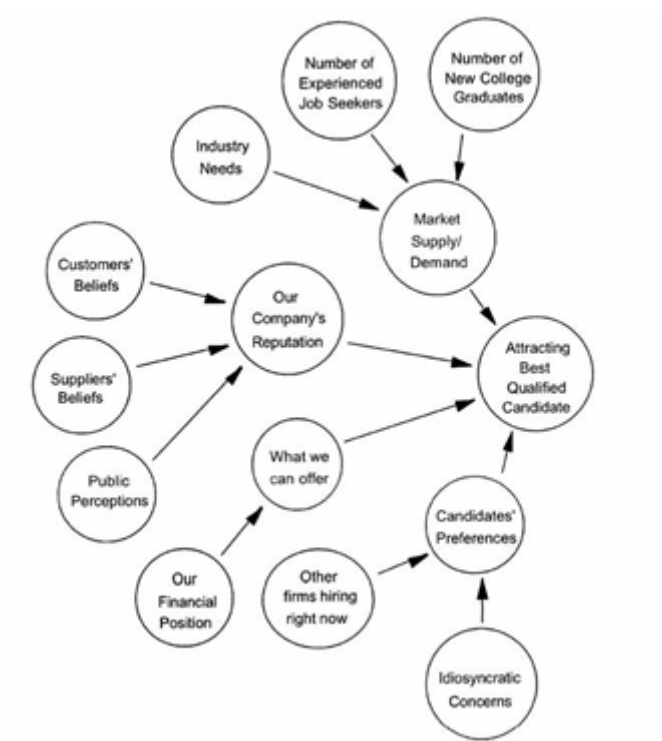 Number of
Experienced
Job Seekers
Number of
New College
Graduates
Industry
Needs
Market
Supply/
Demand
Customers'
Beliefs
Our
Company's
Reputation
Attracting
Best
Qualified
Candidate
Suppliers'
Beliefs
What we
can offer
Public
Perceptions
Candidates'
Preferences
Our
Financial
Position
Other
firms hiring
right now
Idiosyncratic
Concerns